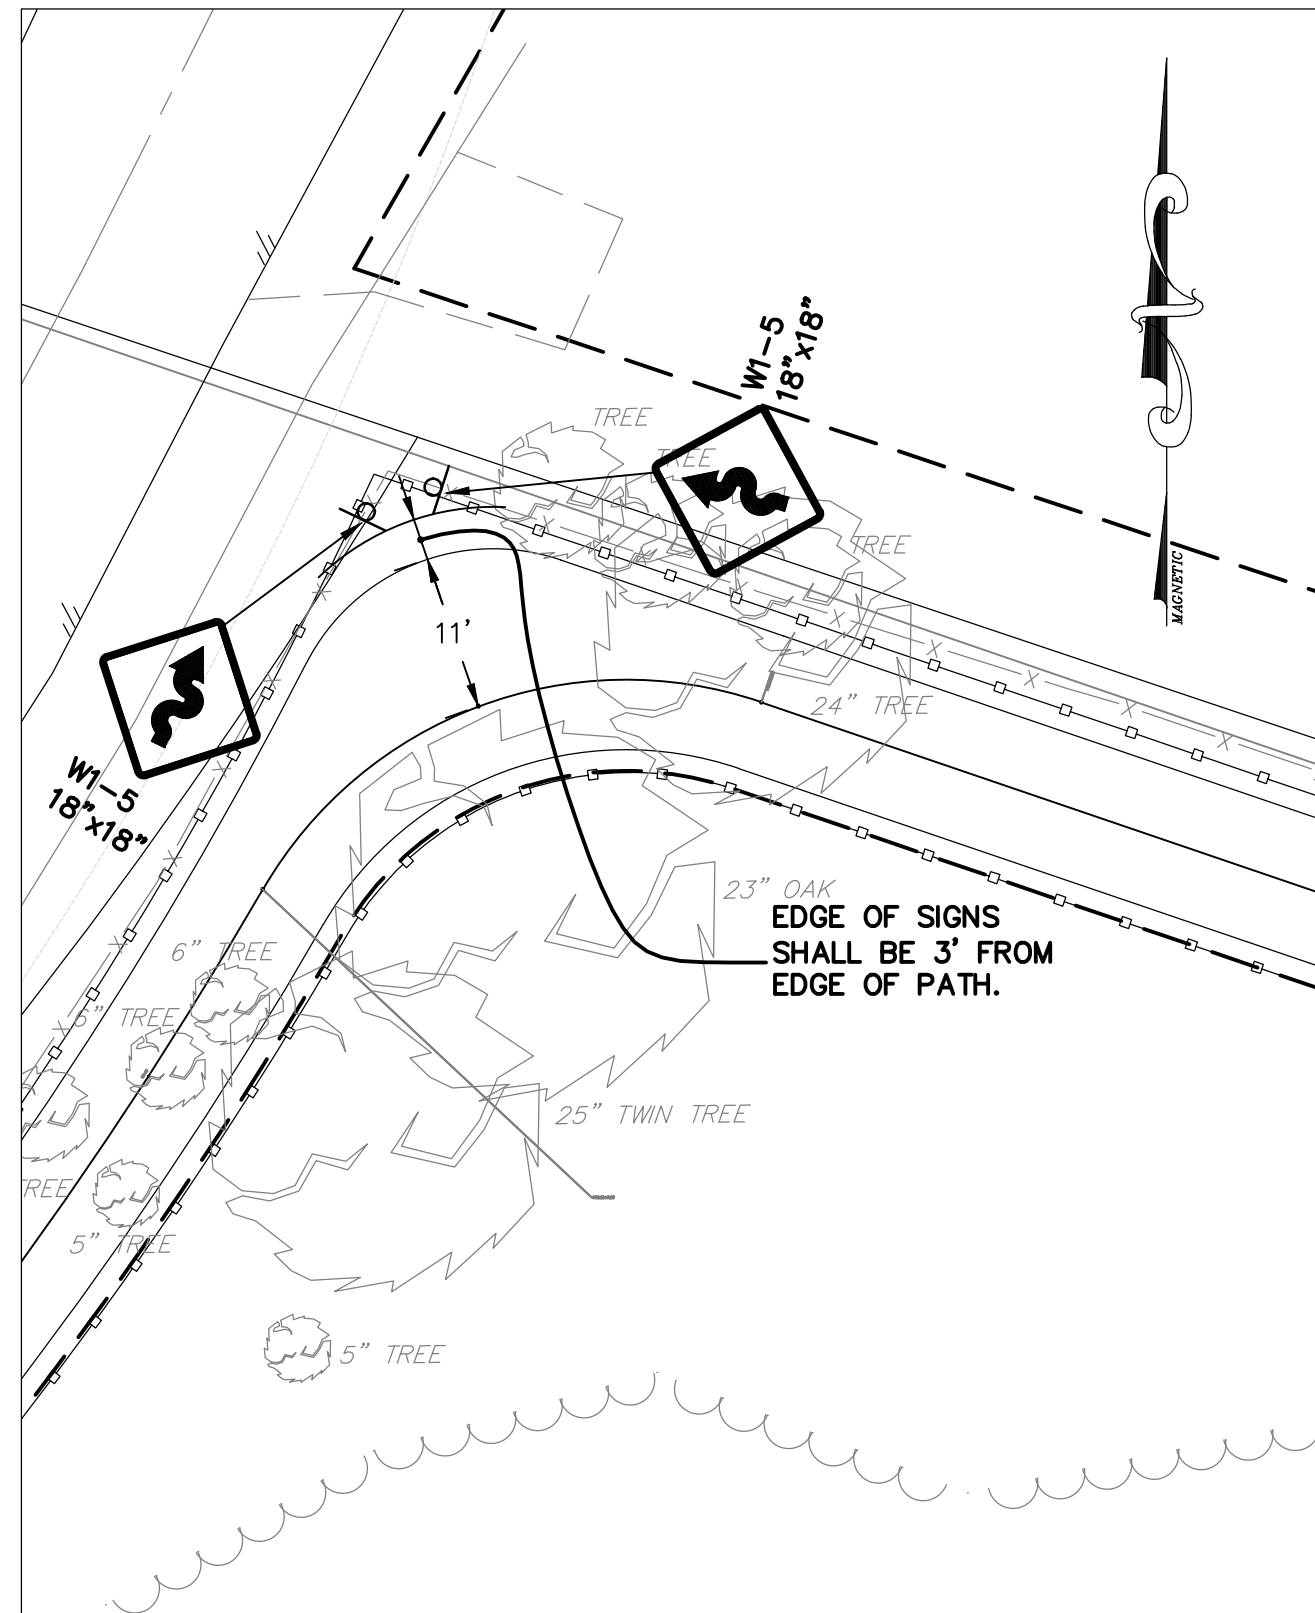 W1-5
18"x18"
TREE
TREE
TREE
MAGNETIC
11'
24" TREE
W1-5
18"x18"
23" OAK
EDGE OF SIGNS
SHALL BE 3' FROM
EDGE OF PATH.
6" TREE
6" TREE
25" TWIN TREE
TREE
5" TREE
5" TREE